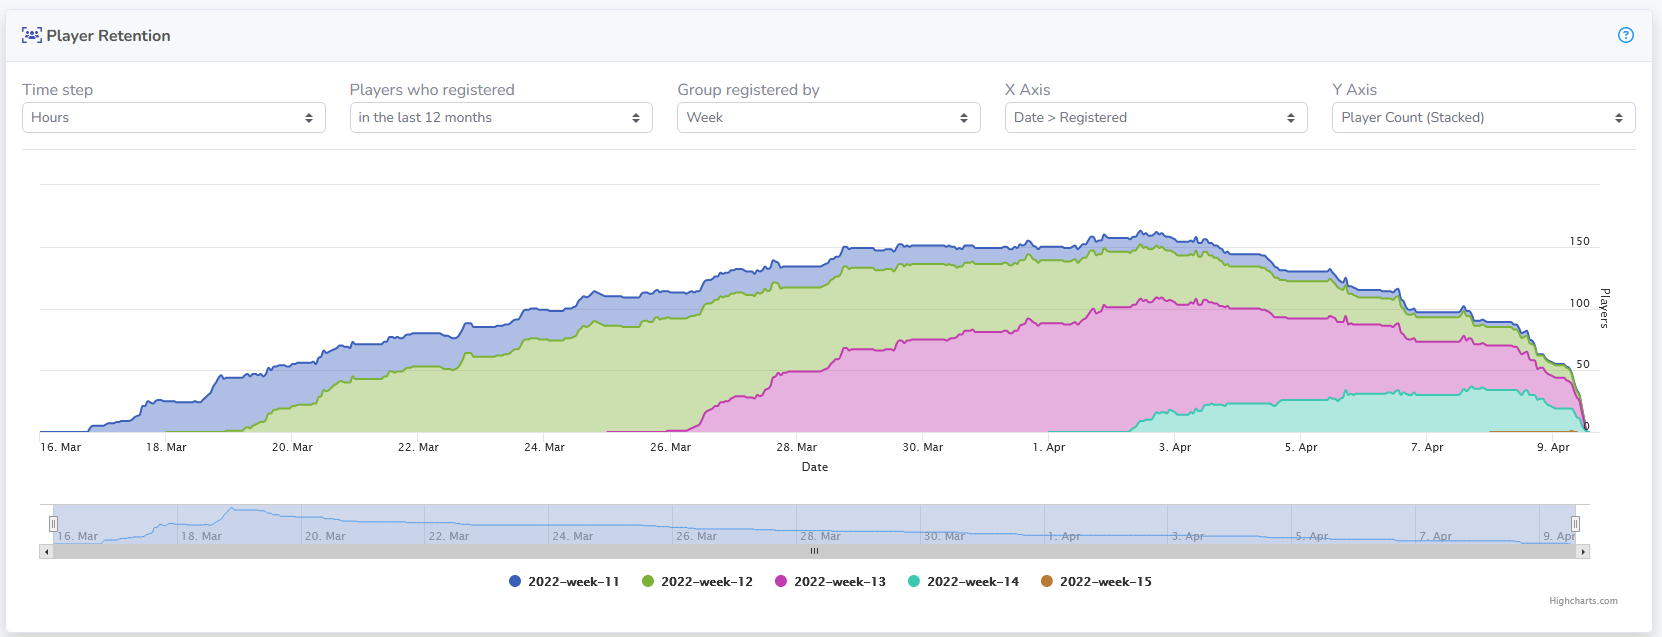 Player Retention
Time step
Players who registered
Group registered by
X Axis
Y Axis
Hours
in the last 12 months
Week
Date > Registered
Player Count (Stacked)
150
100
50
0
Players
16. Mar
18. Mar
20. Mar
22. Mar
24. Mar
26. Mar
28. Mar
30. Mar
1. Apr
3. Apr
5. Apr
7. Apr
9. Apr
Date
16. Mar
18. Mar
20. Mar
22. Mar
24. Mar
26. Mar
28. Mar
30. Mar
1. Apr
3. Apr
5. Apr
7. Apr
9. Apr
2022-week-11
2022-week-12
2022-week-13
2022-week-14
2022-week-15
Highcharts.com